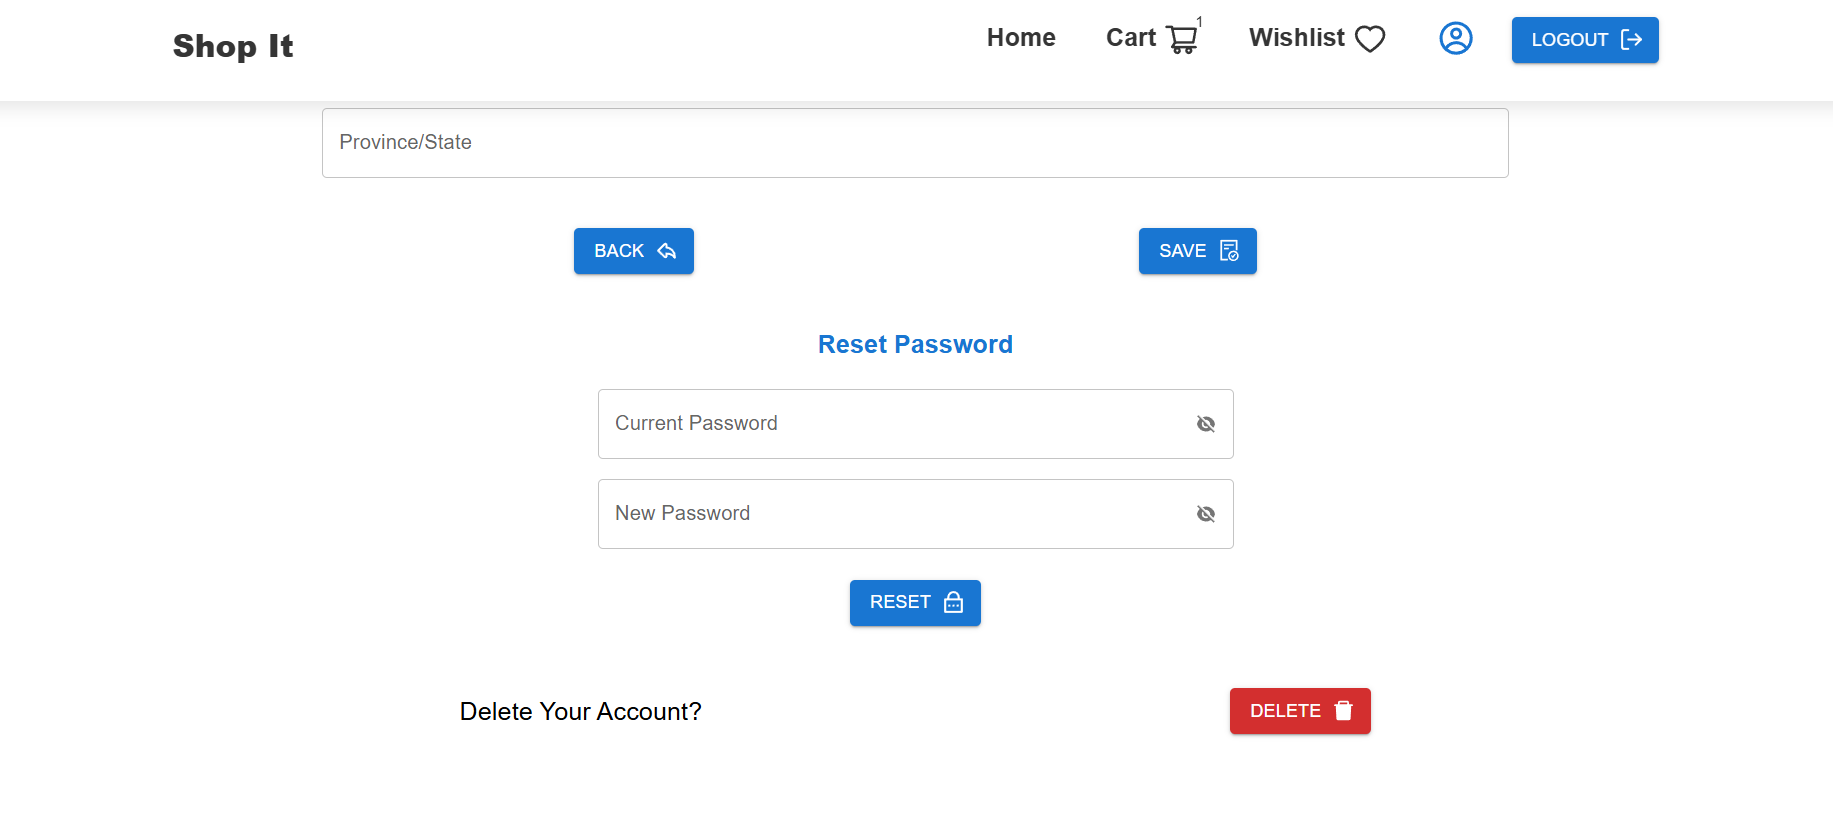 Shop It
Home
Cart 1
Wishlist
LOGOUT
Province/State
BACK
SAVE
Reset Password
Current Password
New Password
RESET
Delete Your Account?
DELETE